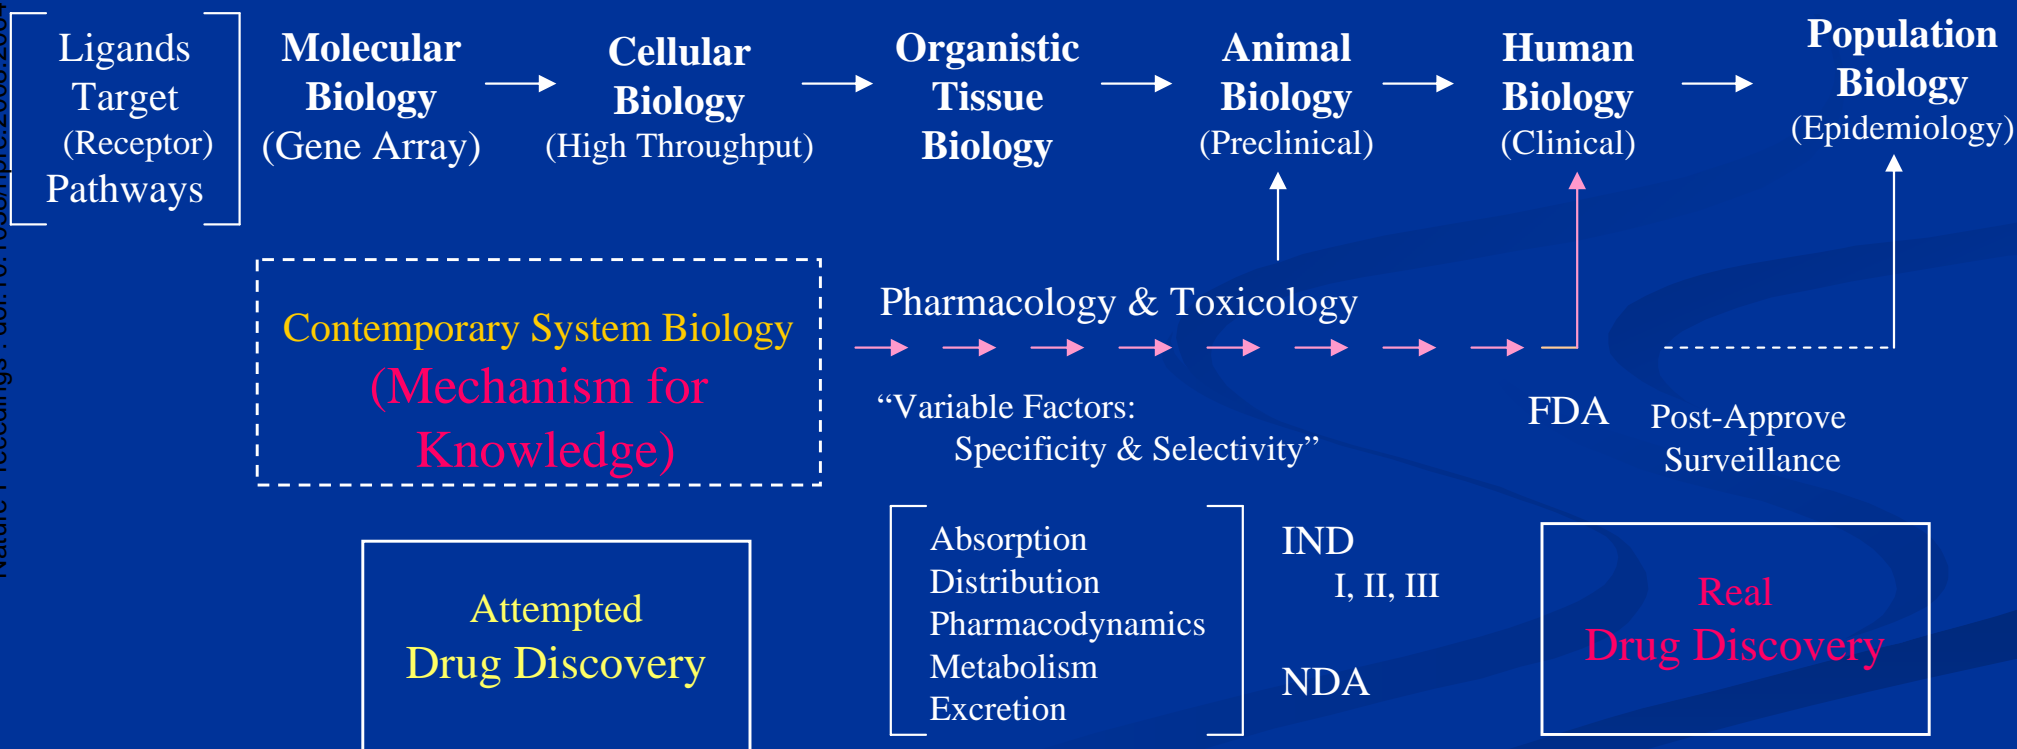 Ligands
Target
(Receptor)
Pathways
Molecular
Biology
(Gene Array)
Cellular
Biology
(High Throughput)
Organistic
Tissue
Biology
Animal
Biology
(Preclinical)
Human
Biology
(Clinical)
Population
Biology
(Epidemiology)
Contemporary System Biology
(Mechanism for
Knowledge)
Pharmacology & Toxicology
“Variable Factors:
Specificity & Selectivity”
FDA
Post-Approve
Surveillance
Attempted
Drug Discovery
Absorption
Distribution
Pharmacodynamics
Metabolism
Excretion
IND
I, II, III
NDA
Real
Drug Discovery